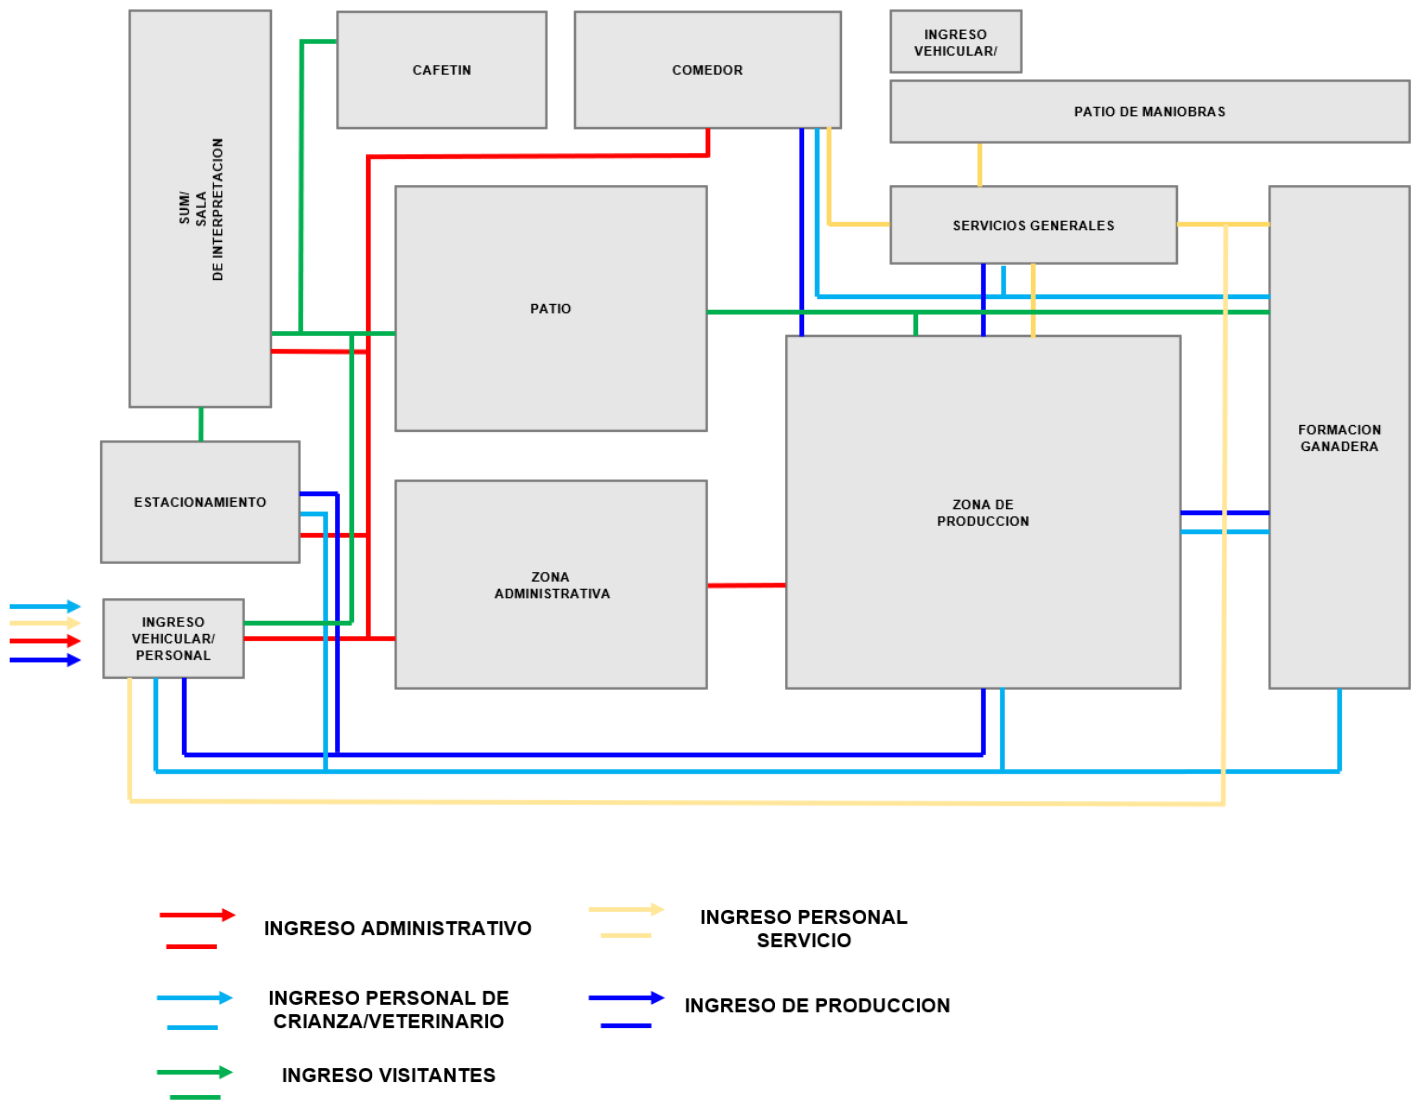 CAFETIN
COMEDOR
INGRESO
VEHICULAR/
PATIO DE MANIOBRAS
SUM/
SALA
DE INTERPRETACION
SERVICIOS GENERALES
PATIO
FORMACION
GANADERA
ESTACIONAMIENTO
ZONA DE
PRODUCCION
ZONA
ADMINISTRATIVA
INGRESO
VEHICULAR/
PERSONAL
INGRESO ADMINISTRATIVO
INGRESO PERSONAL
SERVICIO
INGRESO PERSONAL DE
CRIANZA/VETERINARIO
INGRESO DE PRODUCCION
INGRESO VISITANTES